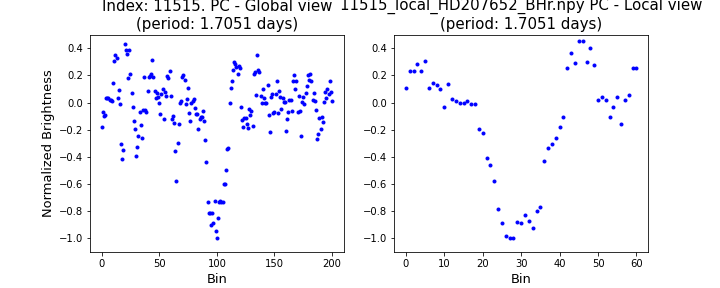 Index: 11515. PC - Global view
(period: 1.7051 days)
11515_local_HD207652_BHr.npy PC - Local view
(period: 1.7051 days)
Normalized Brightness
0.4
0.2
0.0
−0.2
−0.4
−0.6
−0.8
−1.0
0 50 100 150 200
Bin
0.4
0.2
0.0
−0.2
−0.4
−0.6
−0.8
−1.0
0 10 20 30 40 50 60
Bin